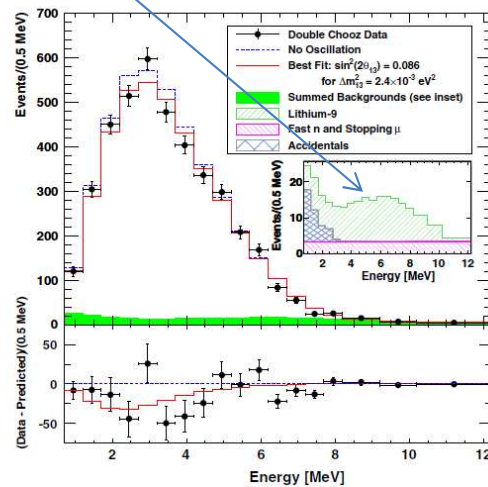 Events/(0.5 MeV)
700
600
500
400
300
200
100
0
Double Chooz Data
No Oscillation
Best Fit: sin²(2θ₁₃) = 0.086
for Δm²₁₃ = 2.4×10⁻³ eV²
Summed Backgrounds (see inset)
Lithium-9
Fast n and Stopping μ
Accidentals
Events/(0.5 MeV)
20
10
0
2 4 6 8 10 12
Energy [MeV]
(Data - Predicted)/(0.5 MeV)
50
0
-50
2 4 6 8 10 12
Energy [MeV]